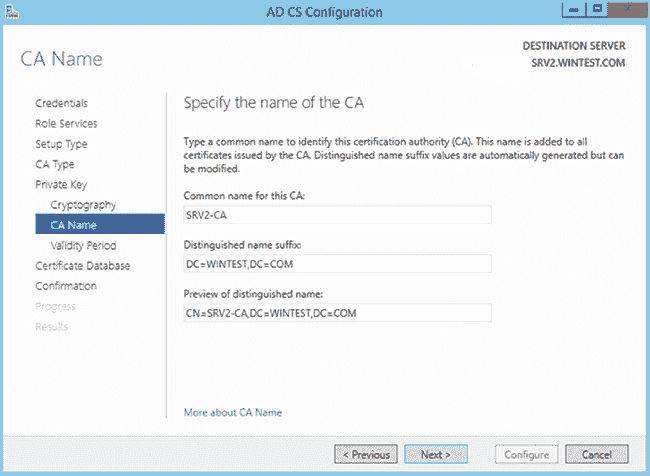 AD CS Configuration
CA Name
DESTINATION SERVER
SRV2.WINTEST.COM
Credentials
Role Services
Setup Type
CA Type
Private Key
Cryptography
CA Name
Validity Period
Certificate Database
Confirmation
Progress
Results
Specify the name of the CA
Type a common name to identify this certification authority (CA). This name is added to all
certificates issued by the CA. Distinguished name suffix values are automatically generated but can
be modified.
Common name for this CA:
SRV2-CA
Distinguished name suffix:
DC=WINTEST,DC=COM
Preview of distinguished name:
CN=SRV2-CA,DC=WINTEST,DC=COM
More about CA Name
< Previous
Next >
Configure
Cancel